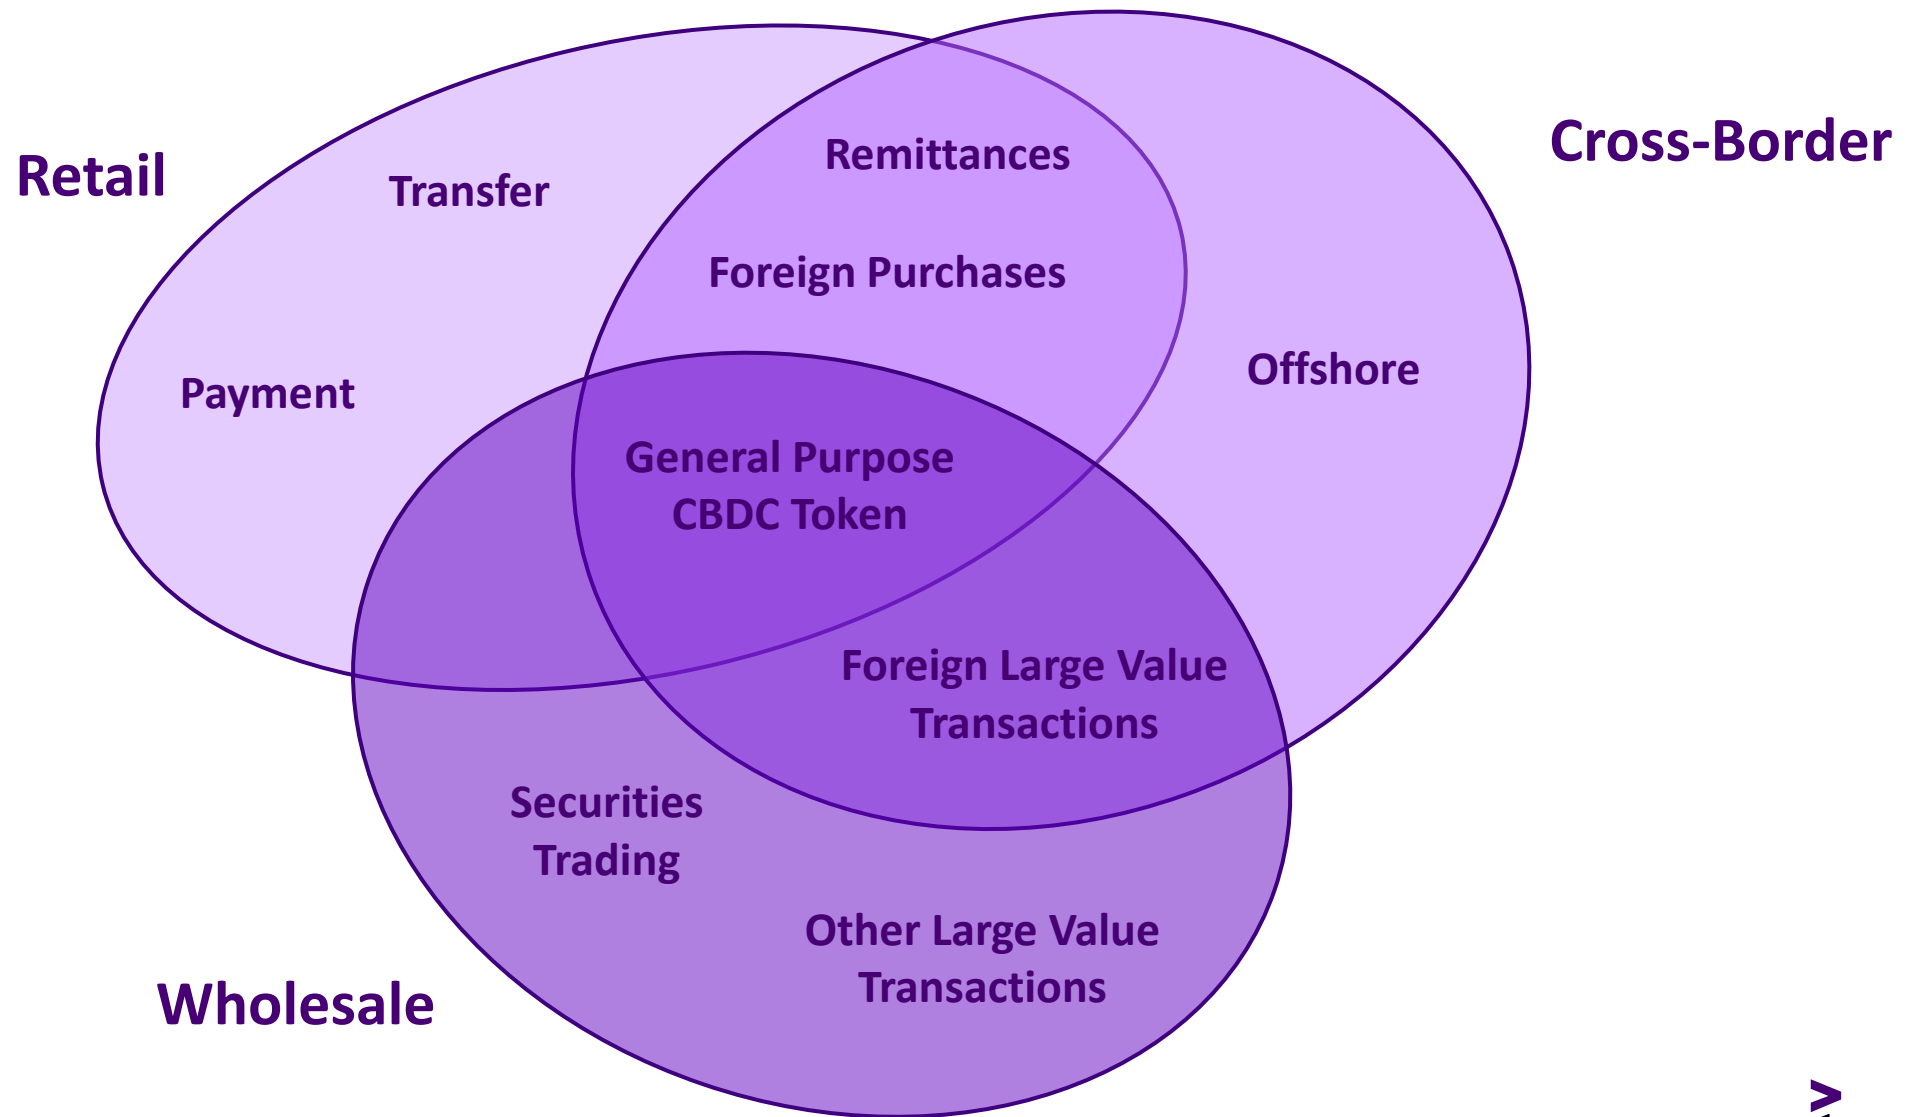 Retail
Cross-Border
Transfer
Remittances
Foreign Purchases
Payment
Offshore
General Purpose
CBDC Token
Foreign Large Value
Transactions
Securities
Trading
Other Large Value
Transactions
Wholesale